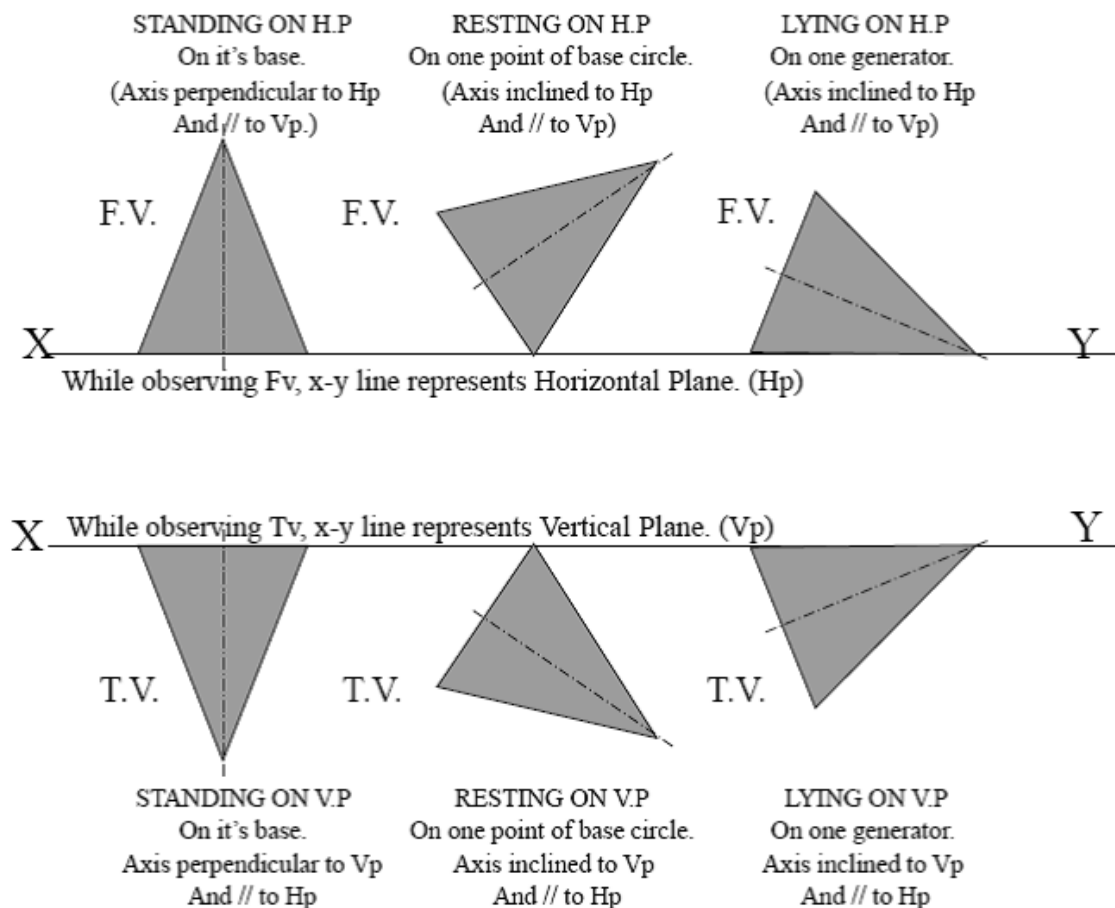 STANDING ON H.P
On it's base.
(Axis perpendicular to Hp
And // to Vp.)
RESTING ON H.P
On one point of base circle.
(Axis inclined to Hp
And // to Vp)
LYING ON H.P
On one generator.
(Axis inclined to Hp
And // to Vp)
F.V.
F.V.
F.V.
X
Y
While observing Fv, x-y line represents Horizontal Plane. (Hp)
X
While observing Tv, x-y line represents Vertical Plane. (Vp)
Y
T.V.
T.V.
T.V.
STANDING ON V.P
On it's base.
Axis perpendicular to Vp
And // to Hp
RESTING ON V.P
On one point of base circle.
Axis inclined to Vp
And // to Hp
LYING ON V.P
On one generator.
Axis inclined to Vp
And // to Hp